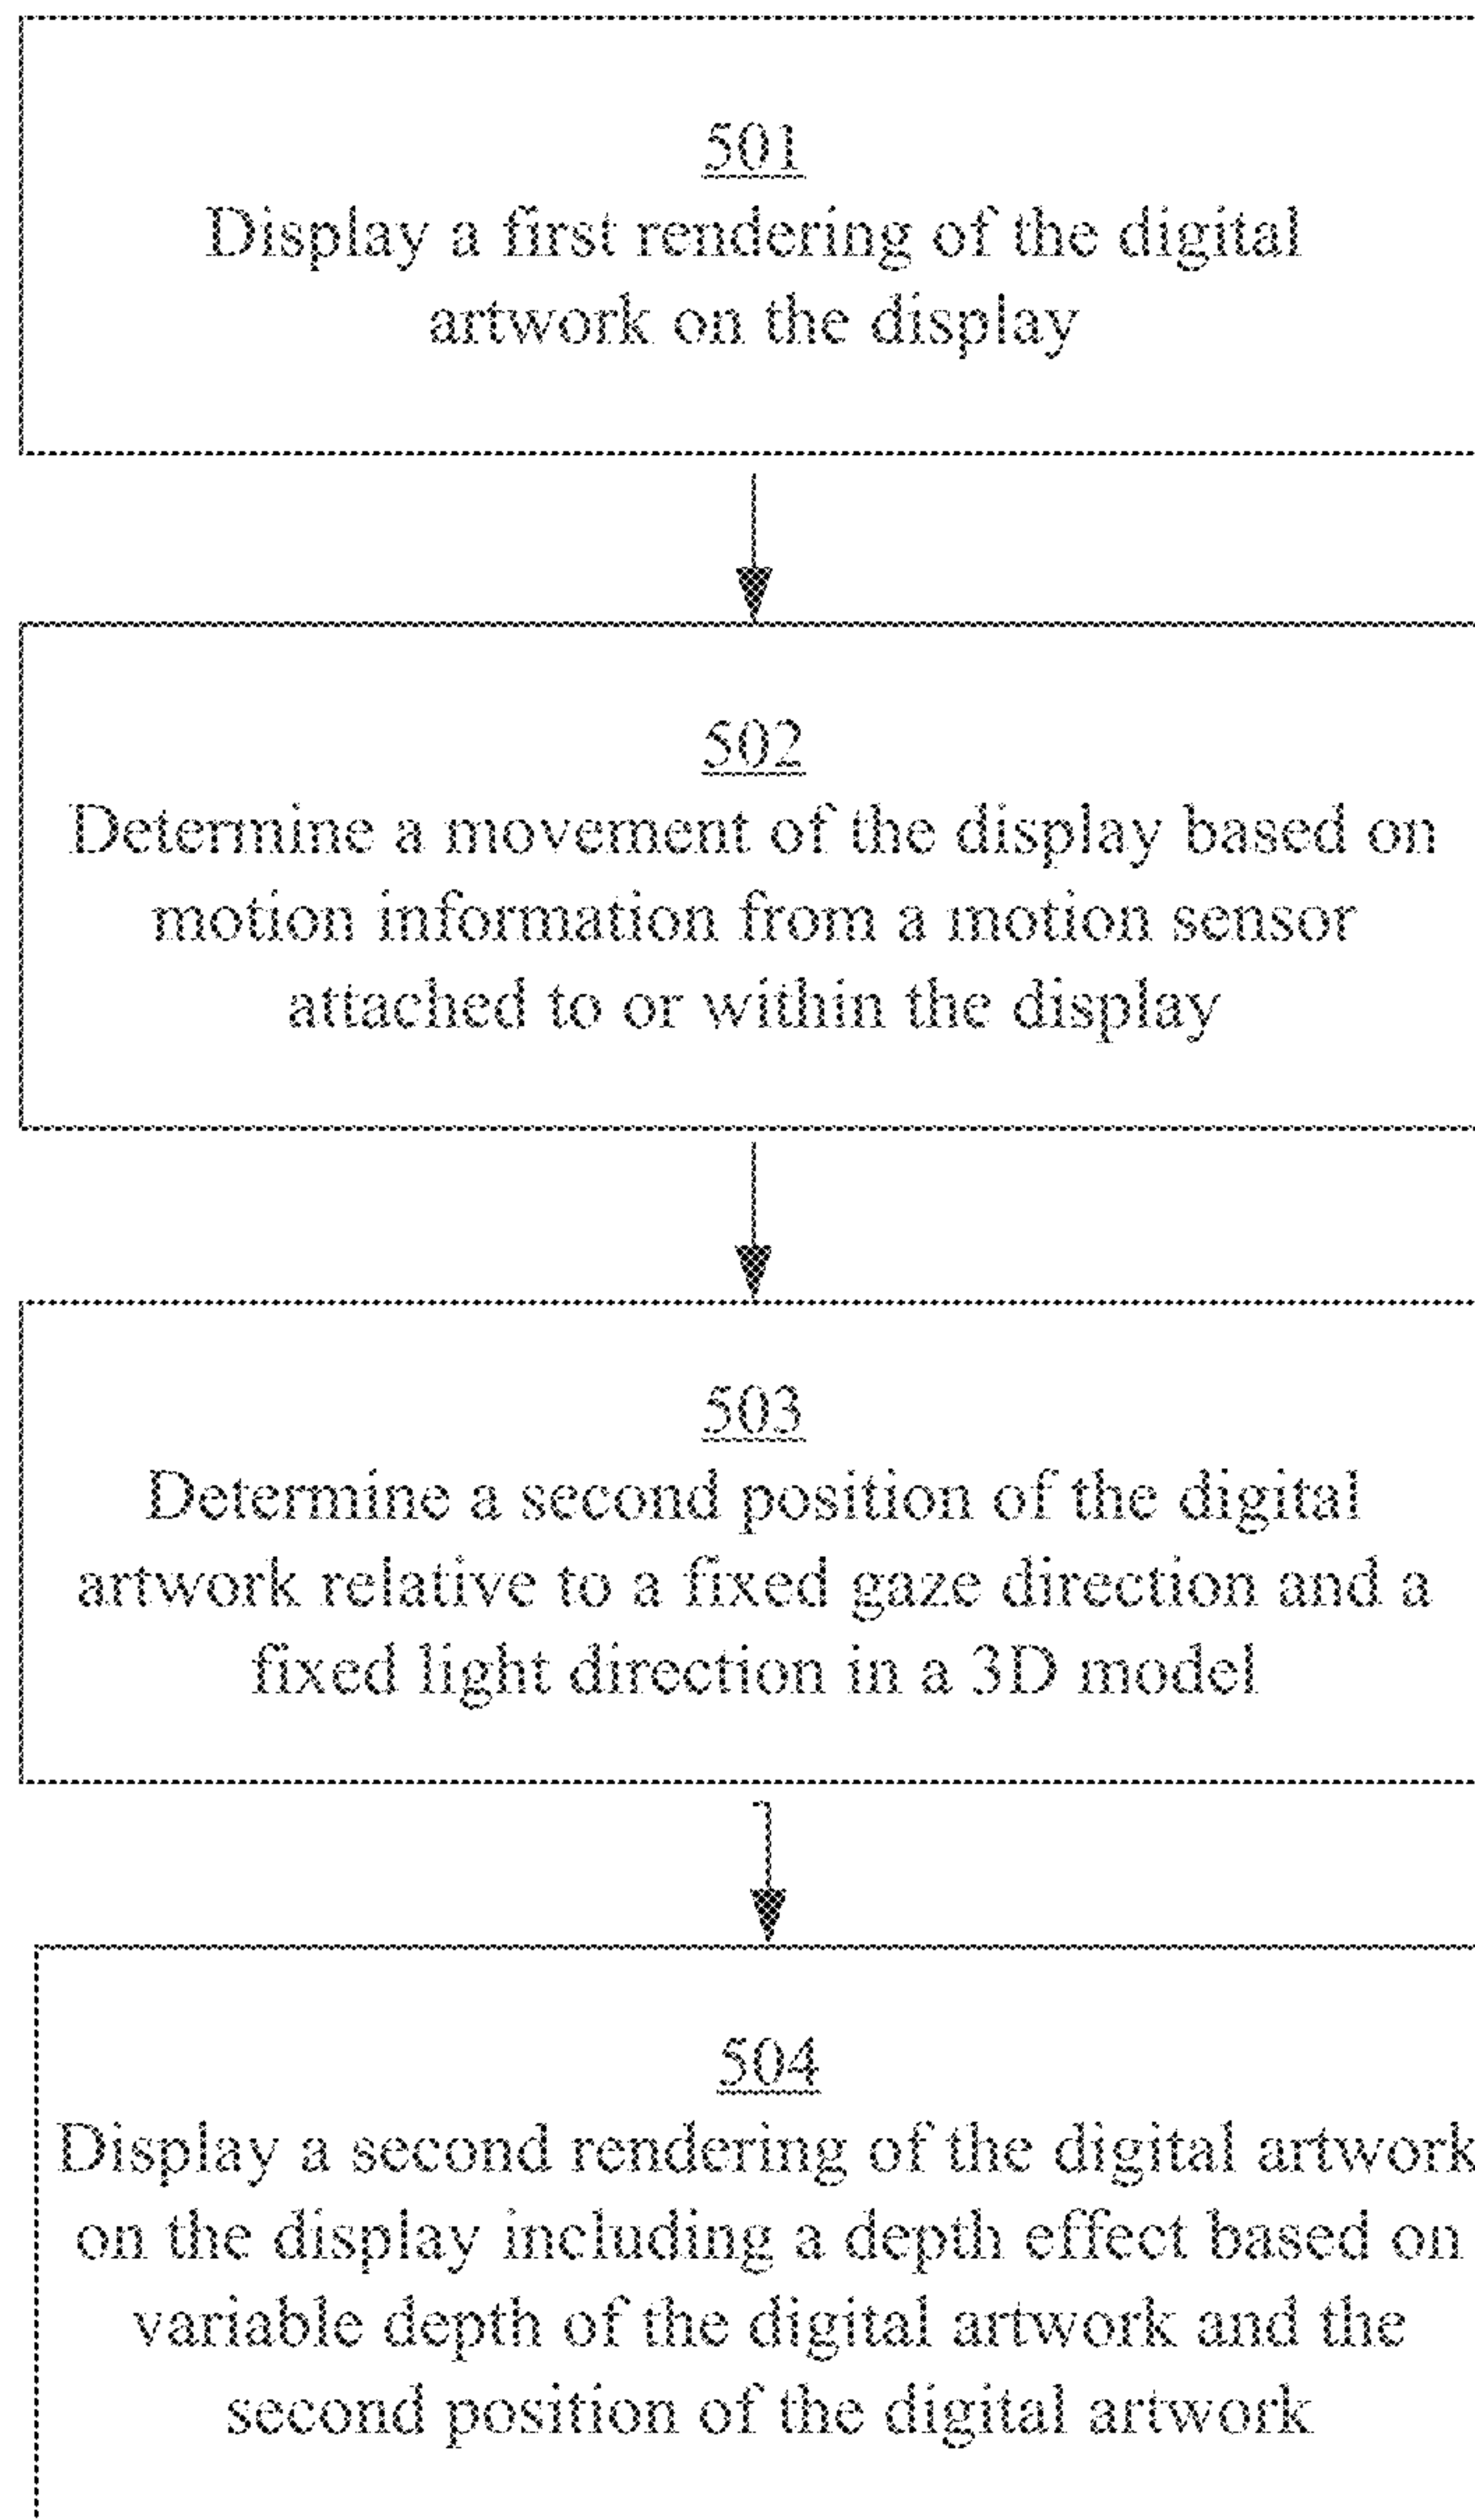 501
Display a first rendering of the digital
artwork on the display
502
Determine a movement of the display based on
motion information from a motion sensor
attached to or within the display
503
Determine a second position of the digital
artwork relative to a fixed gaze direction and a
fixed light direction in a 3D model
504
Display a second rendering of the digital artwork
on the display including a depth effect based on
variable depth of the digital artwork and the
second position of the digital artwork